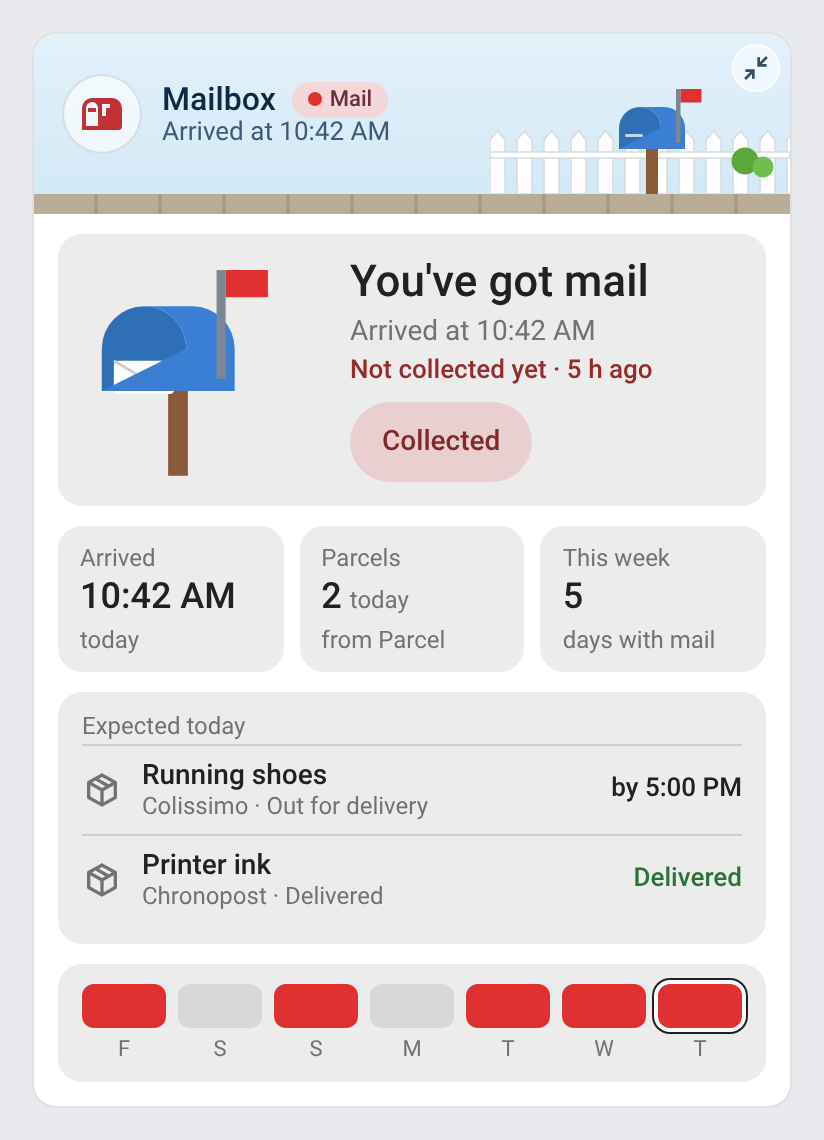 Mailbox
Mail
Arrived at 10:42 AM
You've got mail
Arrived at 10:42 AM
Not collected yet · 5 h ago
Collected
Arrived
10:42 AM
today
Parcels
2 today
from Parcel
This week
5
days with mail
Expected today
Running shoes
Colissimo · Out for delivery
by 5:00 PM
Printer ink
Chronopost · Delivered
Delivered
F S S M T W T